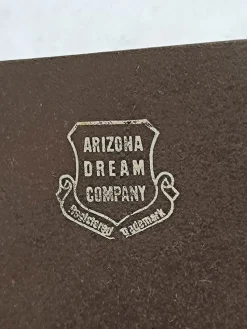 ARIZONA
DREAM
COMPANY
Registered Trademark